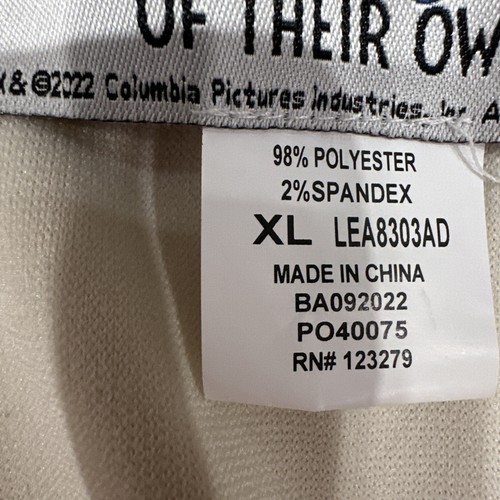 OF THEIR OW
& ©2022 Columbia Pictures Industries, Inc. A
98% POLYESTER
2%SPANDEX
XL LEA8303AD
MADE IN CHINA
BA092022
PO40075
RN# 123279